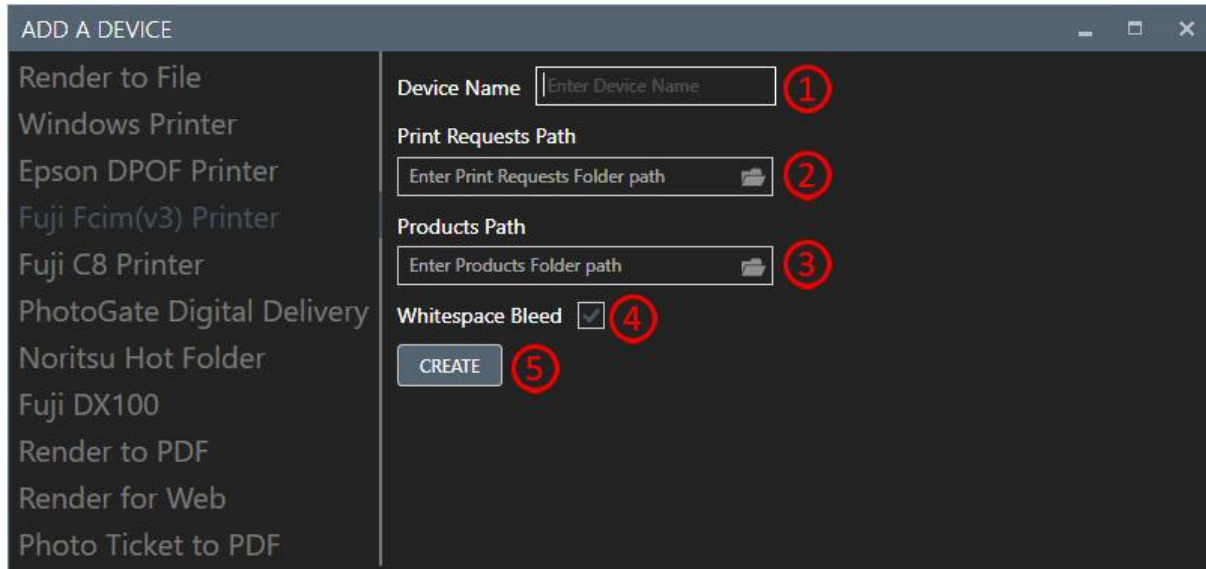 ADD A DEVICE
Render to File
Windows Printer
Epson DPOF Printer
Fuji Fcim(v3) Printer
Fuji C8 Printer
PhotoGate Digital Delivery
Noritsu Hot Folder
Fuji DX100
Render to PDF
Render for Web
Photo Ticket to PDF
Device Name Enter Device Name 1
Print Requests Path
Enter Print Requests Folder path 2
Products Path
Enter Products Folder path 3
Whitespace Bleed 4
CREATE 5